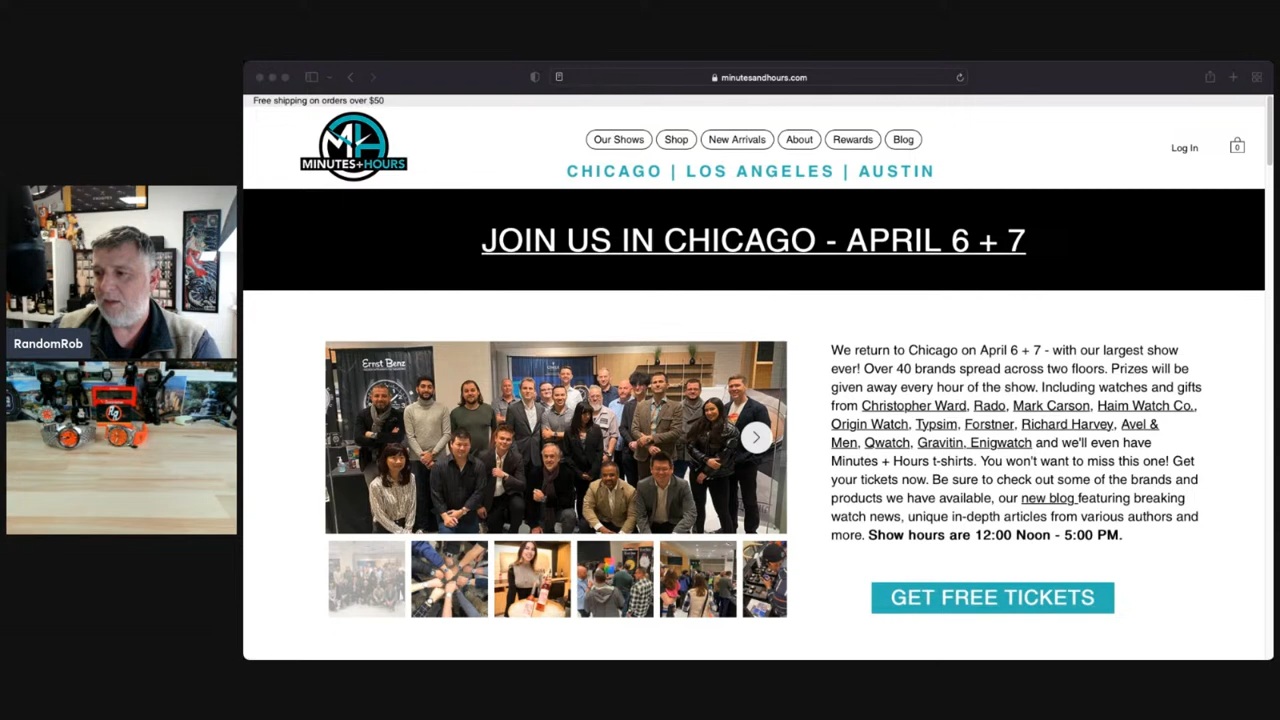 minutesandhours.com
Free shipping on orders over $50
MH
MINUTES+HOURS
Our Shows
Shop
New Arrivals
About
Rewards
Blog
Log In
0
CHICAGO | LOS ANGELES | AUSTIN
JOIN US IN CHICAGO - APRIL 6 + 7
RandomRob
Ernst Benz
We return to Chicago on April 6 + 7 - with our largest show
ever! Over 40 brands spread across two floors. Prizes will be
given away every hour of the show. Including watches and gifts
from Christopher Ward, Rado, Mark Carson, Haim Watch Co.,
Origin Watch, Typsim, Forstner, Richard Harvey, Avel &
Men, Qwatch, Gravitin, Enigwatch and we'll even have
Minutes + Hours t-shirts. You won't want to miss this one! Get
your tickets now. Be sure to check out some of the brands and
products we have available, our new blog featuring breaking
watch news, unique in-depth articles from various authors and
more. Show hours are 12:00 Noon - 5:00 PM.
GET FREE TICKETS